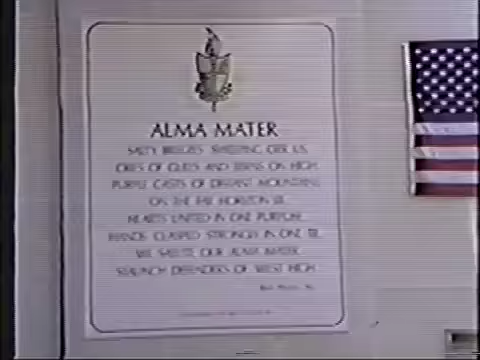 ALMA MATER
SALTY BREEZES SWEEPING O'ER US
CRIES OF GULLS AND TERNS ON HIGH
PURPLE CASTS OF DISTANT MOUNTAINS
ON THE FAR HORIZON LIE
HEARTS UNITED IN ONE PURPOSE
HANDS CLASPED STRONGLY IN ONE TIE
WE SALUTE OUR ALMA MATER
STAUNCH DEFENDERS OF WEST HIGH